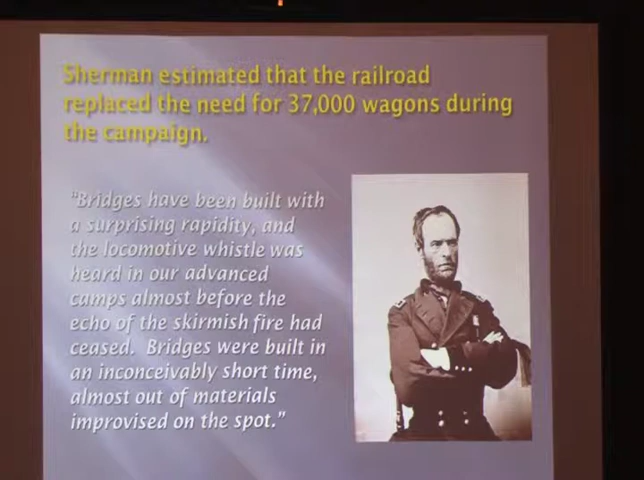 Sherman estimated that the railroad
replaced the need for 37,000 wagons during
the campaign.
"Bridges have been built with
a surprising rapidity, and
the locomotive whistle was
heard in our advanced
camps almost before the
echo of the skirmish fire had
ceased.  Bridges were built in
an inconceivably short time,
almost out of materials
improvised on the spot."